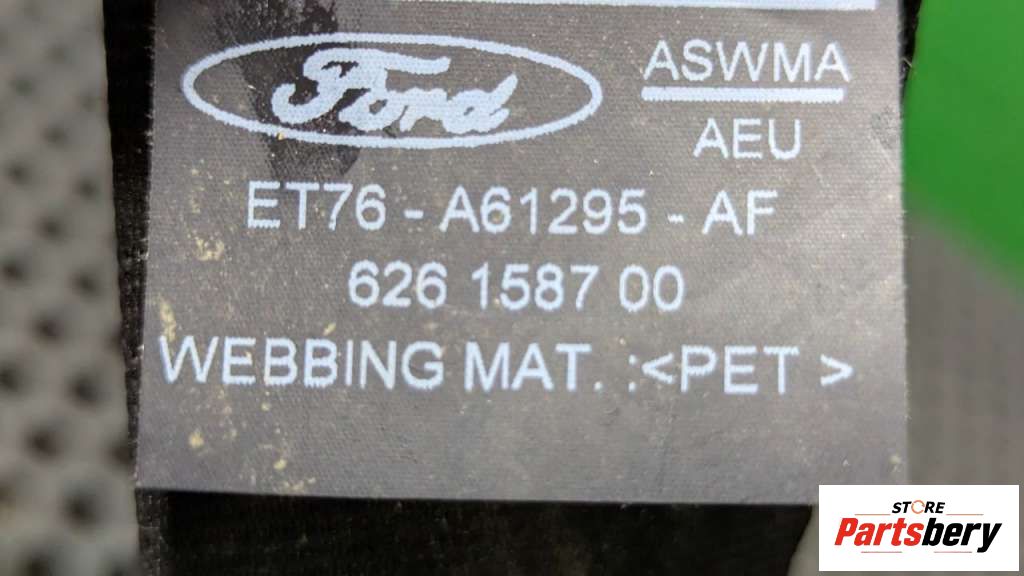 Ford
ASWMA
AEU
ET76 - A61295 - AF
626 1587 00
WEBBING MAT. :<PET >
STORE
Partsbery